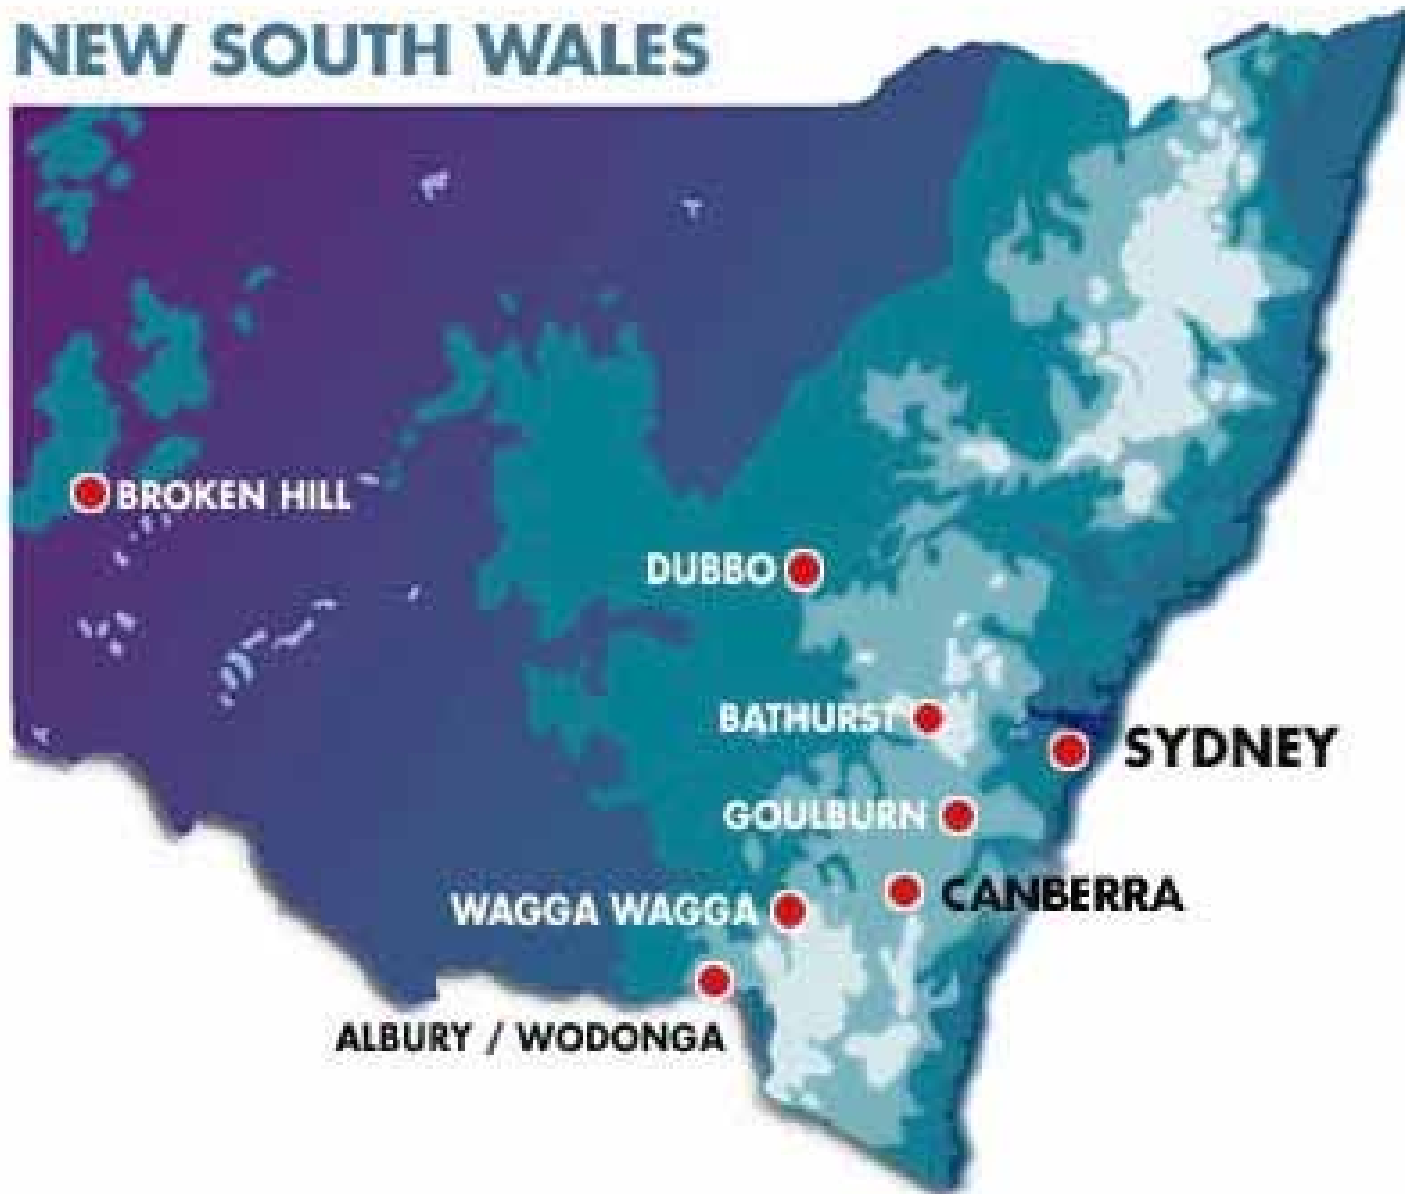 NEW SOUTH WALES
BROKEN HILL
DUBBO
BATHURST
SYDNEY
GOULBURN
CANBERRA
WAGGA WAGGA
ALBURY / WODONGA